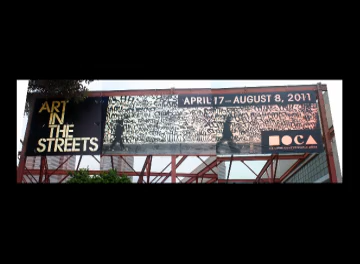 ART
IN
THE
STREETS
APRIL 17–AUGUST 8, 2011
MOCA